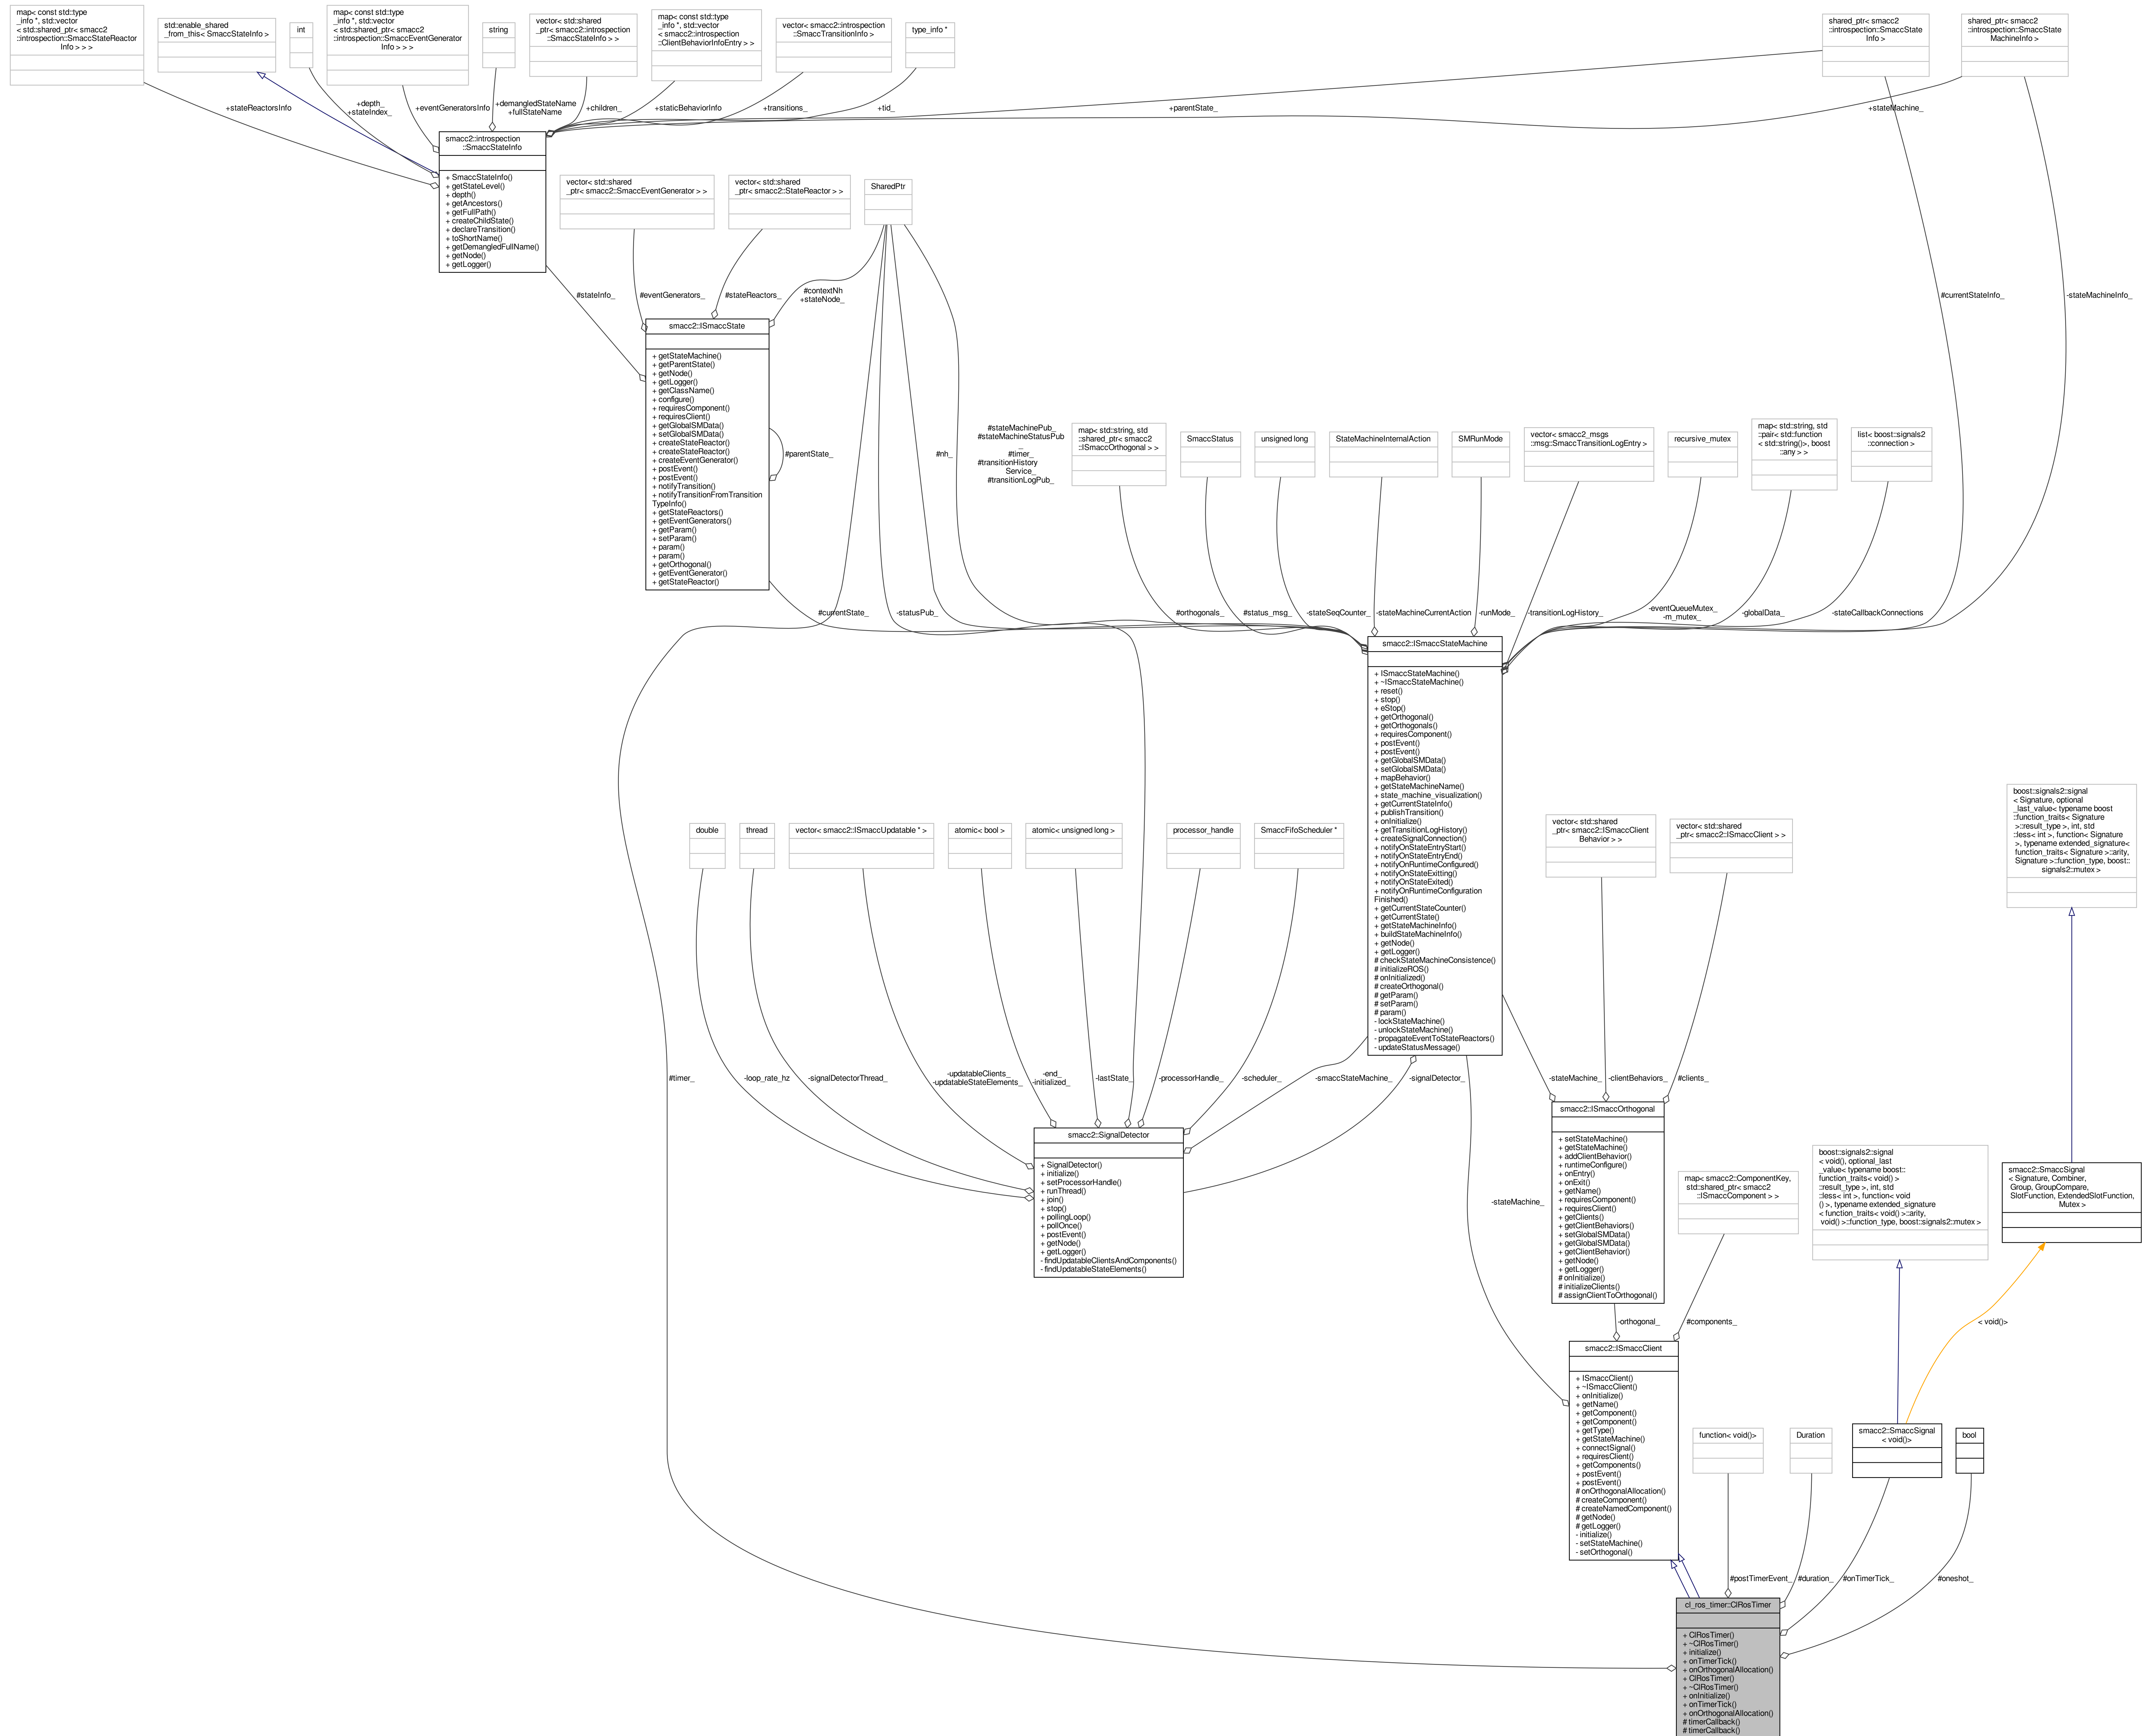 map< const std::type
_info *, std::vector
< std::shared_ptr< smacc2
::introspection::SmaccStateReactor
Info > > >
std::enable_shared
_from_this< SmaccStateInfo >
int
map< const std::type
_info *, std::vector
< std::shared_ptr< smacc2
::introspection::SmaccEventGenerator
Info > > >
string
vector< std::shared
_ptr< smacc2::introspection
::SmaccStateInfo > >
map< const std::type
_info *, std::vector
< smacc2::introspection
::ClientBehaviorInfoEntry > >
vector< smacc2::introspection
::SmaccTransitionInfo >
type_info *
shared_ptr< smacc2
::introspection::SmaccState
Info >
shared_ptr< smacc2
::introspection::SmaccState
MachineInfo >
+stateReactorsInfo
+depth_
+stateIndex_
+eventGeneratorsInfo
+demangledStateName
+fullStateName
+children_
+staticBehaviorInfo
+transitions_
+tid_
+parentState_
+stateMachine_
smacc2::introspection
::SmaccStateInfo
+ SmaccStateInfo()
+ getStateLevel()
+ depth()
+ getAncestors()
+ getFullPath()
+ createChildState()
+ declareTransition()
+ toShortName()
+ getDemangledFullName()
+ getNode()
+ getLogger()
vector< std::shared
_ptr< smacc2::SmaccEventGenerator > >
vector< std::shared
_ptr< smacc2::StateReactor > >
SharedPtr
#stateInfo_
#eventGenerators_
#stateReactors_
#contextNh
+stateNode_
#currentStateInfo_
-stateMachineInfo_
smacc2::ISmaccState
+ getStateMachine()
+ getParentState()
+ getNode()
+ getLogger()
+ getClassName()
+ configure()
+ requiresComponent()
+ requiresClient()
+ getGlobalSMData()
+ setGlobalSMData()
+ createStateReactor()
+ createStateReactor()
+ createEventGenerator()
+ postEvent()
+ postEvent()
+ notifyTransition()
+ notifyTransitionFromTransition
TypeInfo()
+ getStateReactors()
+ getEventGenerators()
+ getParam()
+ setParam()
+ param()
+ param()
+ getOrthogonal()
+ getEventGenerator()
+ getStateReactor()
#parentState_
#nh_
#stateMachinePub_
#stateMachineStatusPub
_
#timer_
#transitionHistory
Service_
#transitionLogPub_
map< std::string, std
::shared_ptr< smacc2
::ISmaccOrthogonal > >
SmaccStatus
unsigned long
StateMachineInternalAction
SMRunMode
vector< smacc2_msgs
::msg::SmaccTransitionLogEntry >
recursive_mutex
map< std::string, std
::pair< std::function
< std::string()>, boost
::any > >
list< boost::signals2
::connection >
#currentState_
-statusPub_
#orthogonals_
#status_msg_
-stateSeqCounter_
-stateMachineCurrentAction
-runMode_
-transitionLogHistory_
-eventQueueMutex_
-m_mutex_
-globalData_
-stateCallbackConnections
smacc2::ISmaccStateMachine
+ ISmaccStateMachine()
+ ~ISmaccStateMachine()
+ reset()
+ stop()
+ eStop()
+ getOrthogonal()
+ getOrthogonals()
+ requiresComponent()
+ postEvent()
+ postEvent()
+ getGlobalSMData()
+ setGlobalSMData()
+ mapBehavior()
+ getStateMachineName()
+ state_machine_visualization()
+ getCurrentStateInfo()
+ publishTransition()
+ onInitialize()
+ getTransitionLogHistory()
+ createSignalConnection()
+ notifyOnStateEntryStart()
+ notifyOnStateEntryEnd()
+ notifyOnRuntimeConfigured()
+ notifyOnStateExitting()
+ notifyOnStateExited()
+ notifyOnRuntimeConfiguration
Finished()
+ getCurrentStateCounter()
+ getCurrentState()
+ getStateMachineInfo()
+ buildStateMachineInfo()
+ getNode()
+ getLogger()
# checkStateMachineConsistence()
# initializeROS()
# onInitialized()
# createOrthogonal()
# getParam()
# setParam()
# param()
- lockStateMachine()
- unlockStateMachine()
- propagateEventToStateReactors()
- updateStatusMessage()
double
thread
vector< smacc2::ISmaccUpdatable * >
atomic< bool >
atomic< unsigned long >
processor_handle
SmaccFifoScheduler *
vector< std::shared
_ptr< smacc2::ISmaccClient
Behavior > >
vector< std::shared
_ptr< smacc2::ISmaccClient > >
boost::signals2::signal
< Signature, optional
_last_value< typename boost
::function_traits< Signature
>::result_type >, int, std
::less< int >, function< Signature
>, typename extended_signature<
function_traits< Signature >::arity,
Signature >::function_type, boost::
signals2::mutex >
#timer_
-loop_rate_hz
-signalDetectorThread_
-updatableClients_
-updatableStateElements_
-end_
-initialized_
-lastState_
-processorHandle_
-scheduler_
-smaccStateMachine_
-signalDetector_
-stateMachine_
-clientBehaviors_
#clients_
smacc2::SignalDetector
+ SignalDetector()
+ initialize()
+ setProcessorHandle()
+ runThread()
+ join()
+ stop()
+ pollingLoop()
+ pollOnce()
+ postEvent()
+ getNode()
+ getLogger()
- findUpdatableClientsAndComponents()
- findUpdatableStateElements()
smacc2::ISmaccOrthogonal
+ setStateMachine()
+ getStateMachine()
+ addClientBehavior()
+ runtimeConfigure()
+ onEntry()
+ onExit()
+ getName()
+ requiresComponent()
+ requiresClient()
+ getClients()
+ getClientBehaviors()
+ setGlobalSMData()
+ getGlobalSMData()
+ getClientBehavior()
+ getNode()
+ getLogger()
# onInitialize()
# initializeClients()
# assignClientToOrthogonal()
map< smacc2::ComponentKey,
std::shared_ptr< smacc2
::ISmaccComponent > >
boost::signals2::signal
< void(), optional_last
_value< typename boost::
function_traits< void() >
::result_type >, int, std
::less< int >, function< void
() >, typename extended_signature
< function_traits< void() >::arity,
void() >::function_type, boost::signals2::mutex >
smacc2::SmaccSignal
< Signature, Combiner,
Group, GroupCompare,
SlotFunction, ExtendedSlotFunction,
Mutex >
-stateMachine_
-orthogonal_
#components_
< void()>
smacc2::ISmaccClient
+ ISmaccClient()
+ ~ISmaccClient()
+ onInitialize()
+ getName()
+ getComponent()
+ getComponent()
+ getType()
+ getStateMachine()
+ connectSignal()
+ requiresClient()
+ getComponents()
+ postEvent()
+ postEvent()
# onOrthogonalAllocation()
# createComponent()
# createNamedComponent()
# getNode()
# getLogger()
- initialize()
- setStateMachine()
- setOrthogonal()
function< void()>
Duration
smacc2::SmaccSignal
< void()>
bool
#postTimerEvent_
#duration_
#onTimerTick_
#oneshot_
cl_ros_timer::ClRosTimer
+ ClRosTimer()
+ ~ClRosTimer()
+ initialize()
+ onTimerTick()
+ onOrthogonalAllocation()
+ ClRosTimer()
+ ~ClRosTimer()
+ onInitialize()
+ onTimerTick()
+ onOrthogonalAllocation()
# timerCallback()
# timerCallback()